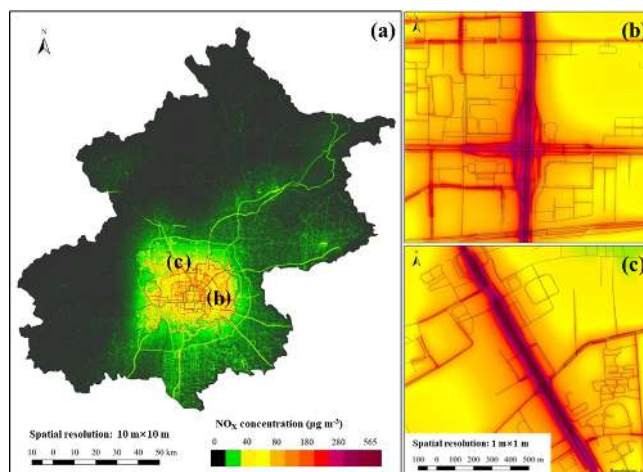 N
(a)
(c)
(b)
Spatial resolution: 10 m×10 m
10 0 10 20 30 40 50 km
NOX concentration (μg m-3)
0 40 80 180 280 565
(b)
(c)
Spatial resolution: 1 m×1 m
100 0 100 200 300 400 500 m